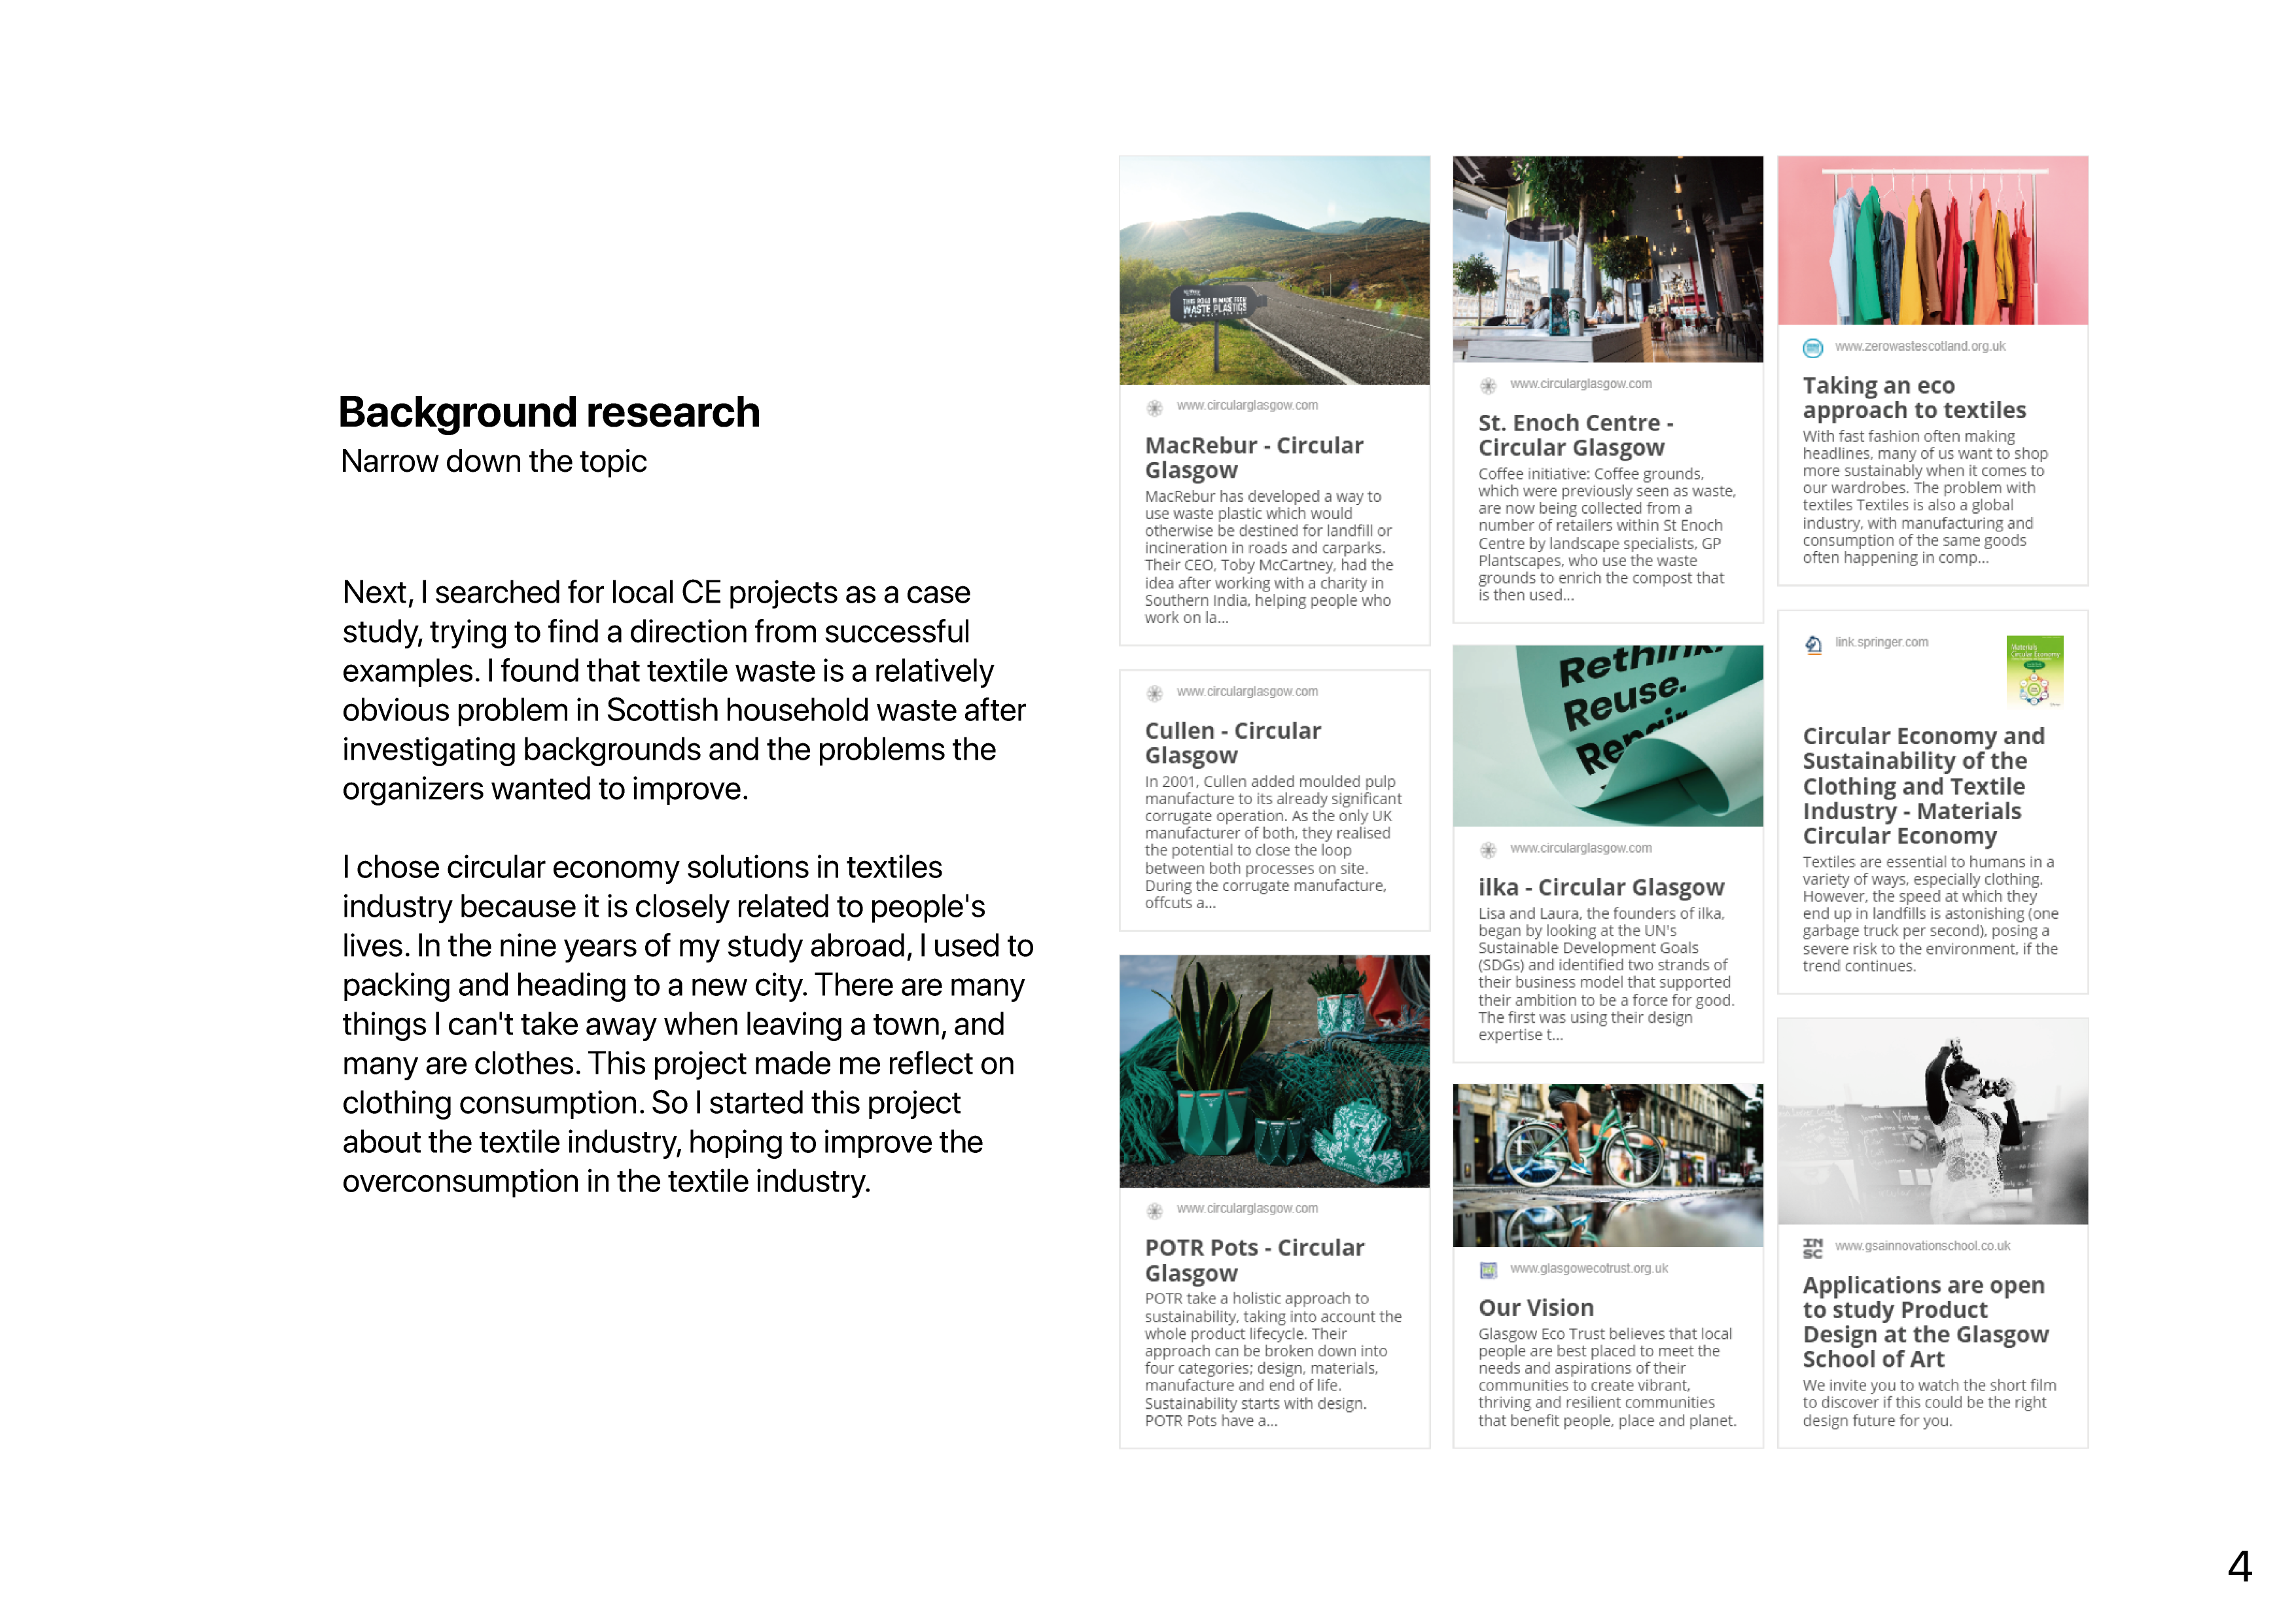 Background research
Narrow down the topic
Next, I searched for local CE projects as a case
study, trying to find a direction from successful
examples. I found that textile waste is a relatively
obvious problem in Scottish household waste after
investigating backgrounds and the problems the
organizers wanted to improve.
I chose circular economy solutions in textiles
industry because it is closely related to people's
lives. In the nine years of my study abroad, I used to
packing and heading to a new city. There are many
things I can't take away when leaving a town, and
many are clothes. This project made me reflect on
clothing consumption. So I started this project
about the textile industry, hoping to improve the
overconsumption in the textile industry.
THIS ROAD IS MADE FROM
WASTE PLASTICS
www.circularglasgow.com
MacRebur - Circular
Glasgow
MacRebur has developed a way to
use waste plastic which would
otherwise be destined for landfill or
incineration in roads and carparks.
Their CEO, Toby McCartney, had the
idea after working with a charity in
Southern India, helping people who
work on la...
www.circularglasgow.com
Cullen - Circular
Glasgow
In 2001, Cullen added moulded pulp
manufacture to its already significant
corrugate operation. As the only UK
manufacturer of both, they realised
the potential to close the loop
between both processes on site.
During the corrugate manufacture,
offcuts a...
www.circularglasgow.com
POTR Pots - Circular
Glasgow
POTR take a holistic approach to
sustainability, taking into account the
whole product lifecycle. Their
approach can be broken down into
four categories; design, materials,
manufacture and end of life.
Sustainability starts with design.
POTR Pots have a...
www.circularglasgow.com
St. Enoch Centre -
Circular Glasgow
Coffee initiative: Coffee grounds,
which were previously seen as waste,
are now being collected from a
number of retailers within St Enoch
Centre by landscape specialists, GP
Plantscapes, who use the waste
grounds to enrich the compost that
is then used...
Rethink.
Reuse.
Repair.
www.circularglasgow.com
ilka - Circular Glasgow
Lisa and Laura, the founders of ilka,
began by looking at the UN's
Sustainable Development Goals
(SDGs) and identified two strands of
their business model that supported
their ambition to be a force for good.
The first was using their design
expertise t...
www.glasgowecotrust.org.uk
Our Vision
Glasgow Eco Trust believes that local
people are best placed to meet the
needs and aspirations of their
communities to create vibrant,
thriving and resilient communities
that benefit people, place and planet.
www.zerowastescotland.org.uk
Taking an eco
approach to textiles
With fast fashion often making
headlines, many of us want to shop
more sustainably when it comes to
our wardrobes. The problem with
textiles Textiles is also a global
industry, with manufacturing and
consumption of the same goods
often happening in comp...
link.springer.com
Materials
Circular Economy
Circular Economy and
Sustainability of the
Clothing and Textile
Industry - Materials
Circular Economy
Textiles are essential to humans in a
variety of ways, especially clothing.
However, the speed at which they
end up in landfills is astonishing (one
garbage truck per second), posing a
severe risk to the environment, if the
trend continues.
IN
SC
www.gsainnovationschool.co.uk
Applications are open
to study Product
Design at the Glasgow
School of Art
We invite you to watch the short film
to discover if this could be the right
design future for you.
4